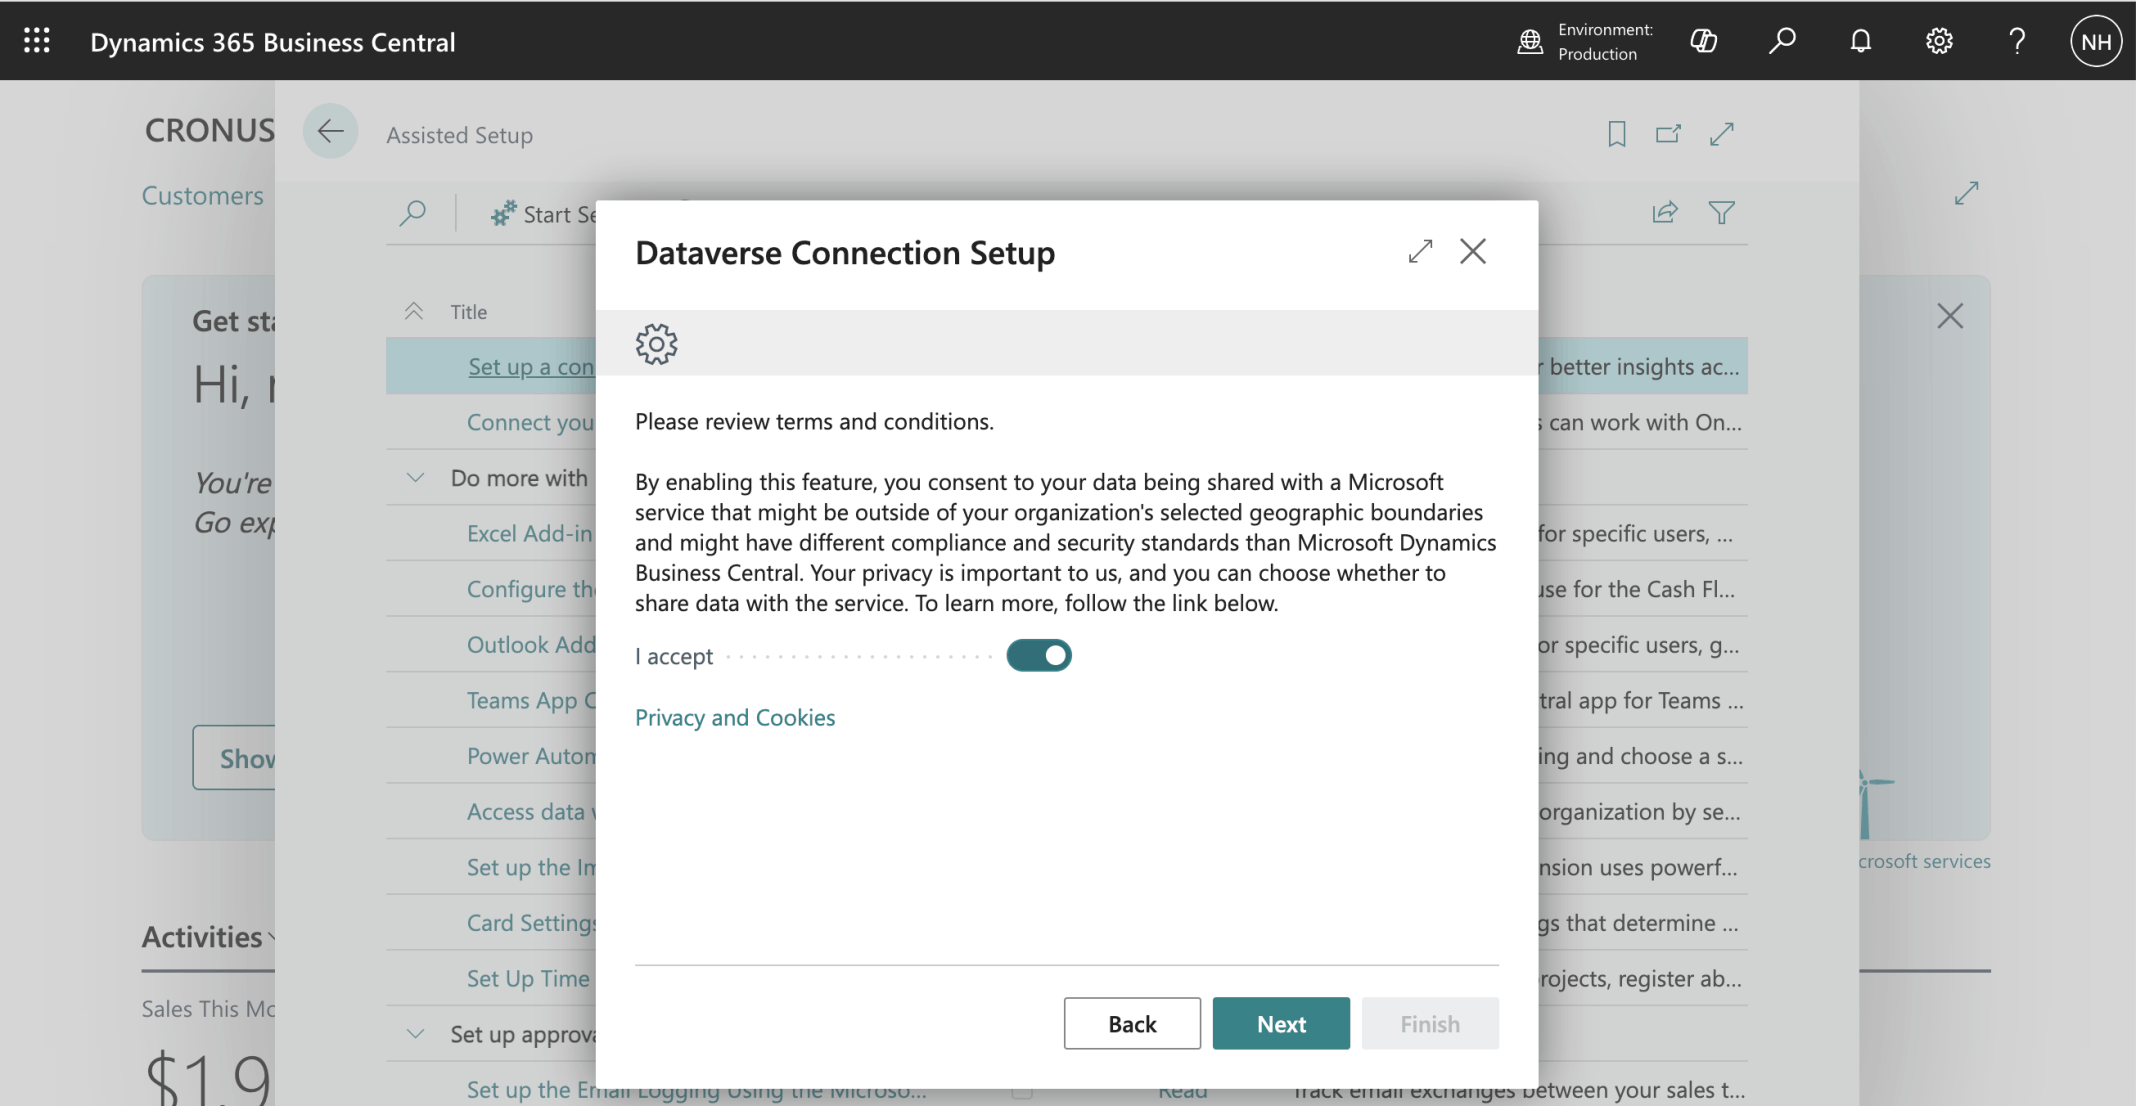 Dynamics 365 Business Central
Environment:
Production
NH
CRONUS
Assisted Setup
Customers
Start Se
Dataverse Connection Setup
Get sta
Title
Hi,
Set up a con
r better insights ac...
Please review terms and conditions.
Connect you
s can work with On...
You're
Do more with
By enabling this feature, you consent to your data being shared with a Microsoft
service that might be outside of your organization's selected geographic boundaries
and might have different compliance and security standards than Microsoft Dynamics
Business Central. Your privacy is important to us, and you can choose whether to
share data with the service. To learn more, follow the link below.
Go exp
Excel Add-in
for specific users, ...
Configure the
use for the Cash Fl...
Outlook Add
or specific users, g...
I accept
Teams App C
tral app for Teams ...
Privacy and Cookies
Show
Power Autom
ing and choose a s...
Access data
organization by se...
Set up the Im
nsion uses powerf...
crosoft services
Card Settings
gs that determine ...
Activities
Set Up Time
rojects, register ab...
Sales This Mo
Set up approva
Back
Next
Finish
$1.9
Set up the Email Logging Using the Microso...
Read
Track email exchanges between your sales t...